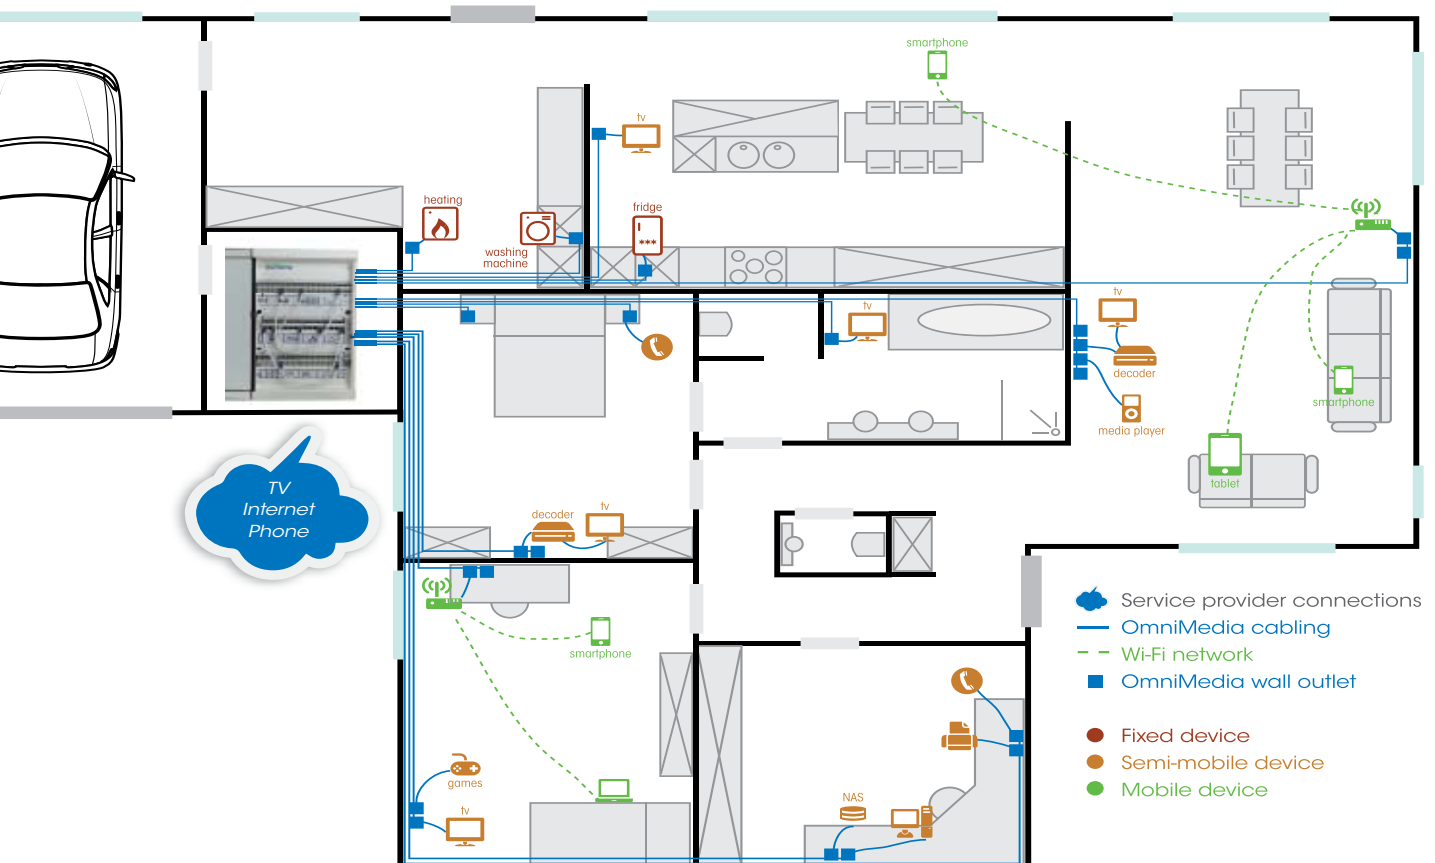 smartphone
tv
heating
fridge
washing
machine
tv
tv
decoder
smartphone
media player
TV
Internet
Phone
tablet
decoder
tv
smartphone
games
tv
NAS
Service provider connections
OmniMedia cabling
Wi-Fi network
OmniMedia wall outlet
Fixed device
Semi-mobile device
Mobile device